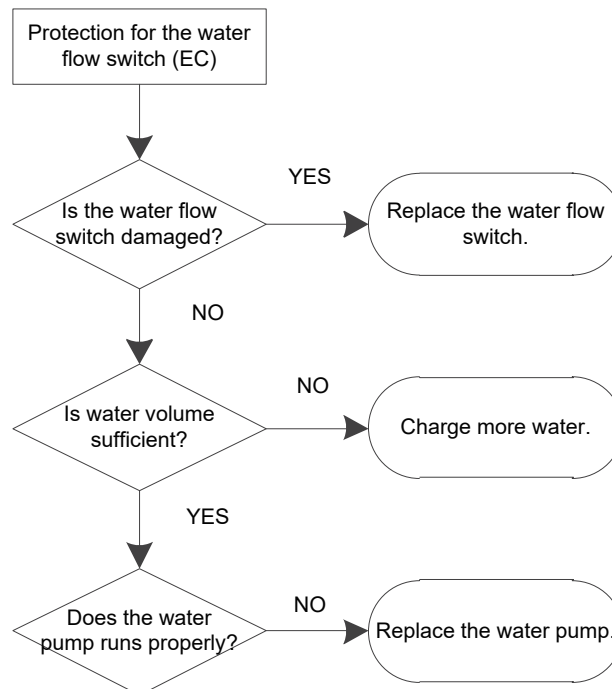 Protection for the water
flow switch (EC)
YES
Is the water flow
switch damaged?
Replace the water flow
switch.
NO
NO
Is water volume
sufficient?
Charge more water.
YES
NO
Does the water
pump runs properly?
Replace the water pump.